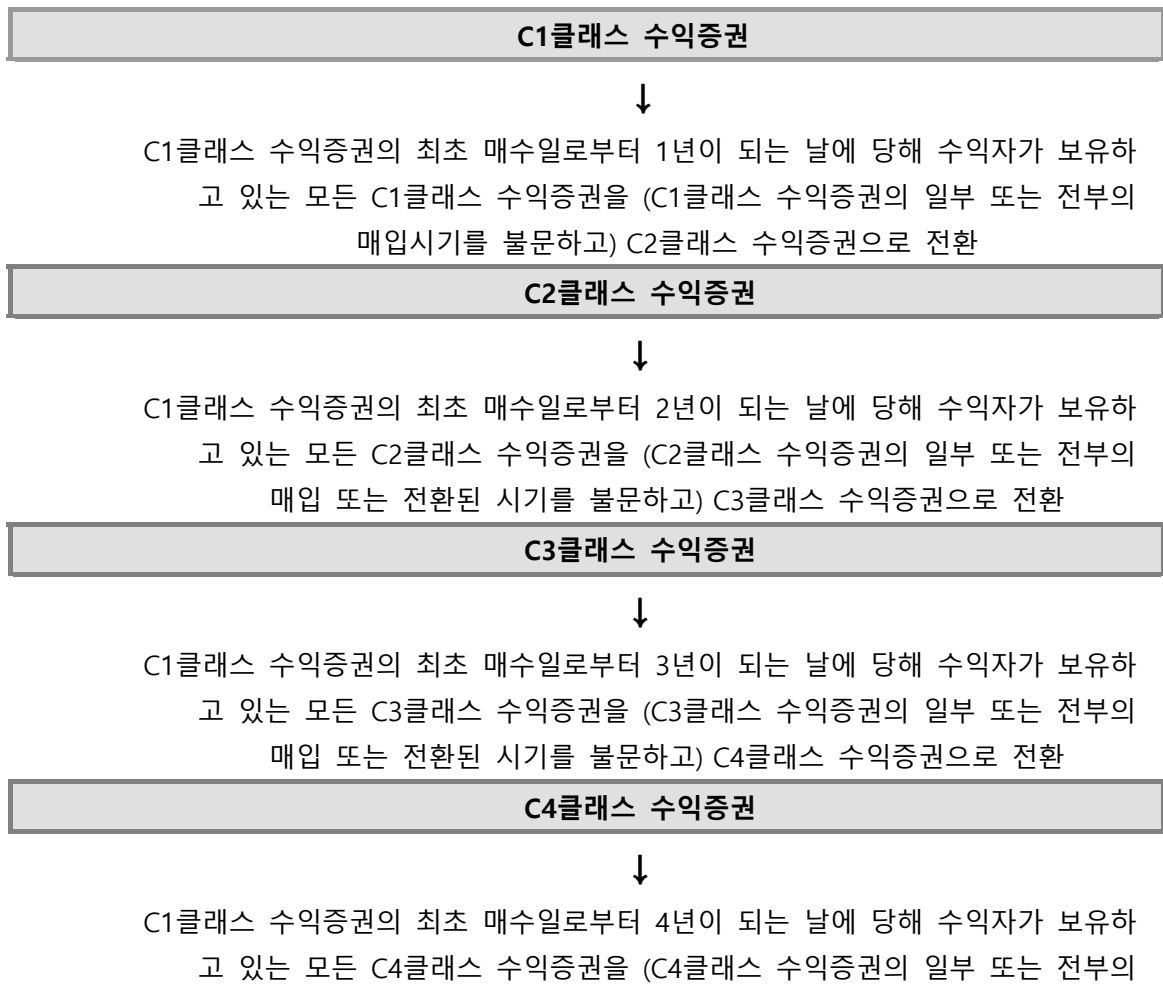 C1클래스 수익증권
↓
C1클래스 수익증권의 최초 매수일로부터 1년이 되는 날에 당해 수익자가 보유하
고 있는 모든 C1클래스 수익증권을 (C1클래스 수익증권의 일부 또는 전부의
매입시기를 불문하고) C2클래스 수익증권으로 전환
C2클래스 수익증권
↓
C1클래스 수익증권의 최초 매수일로부터 2년이 되는 날에 당해 수익자가 보유하
고 있는 모든 C2클래스 수익증권을 (C2클래스 수익증권의 일부 또는 전부의
매입 또는 전환된 시기를 불문하고) C3클래스 수익증권으로 전환
C3클래스 수익증권
↓
C1클래스 수익증권의 최초 매수일로부터 3년이 되는 날에 당해 수익자가 보유하
고 있는 모든 C3클래스 수익증권을 (C3클래스 수익증권의 일부 또는 전부의
매입 또는 전환된 시기를 불문하고) C4클래스 수익증권으로 전환
C4클래스 수익증권
↓
C1클래스 수익증권의 최초 매수일로부터 4년이 되는 날에 당해 수익자가 보유하
고 있는 모든 C4클래스 수익증권을 (C4클래스 수익증권의 일부 또는 전부의